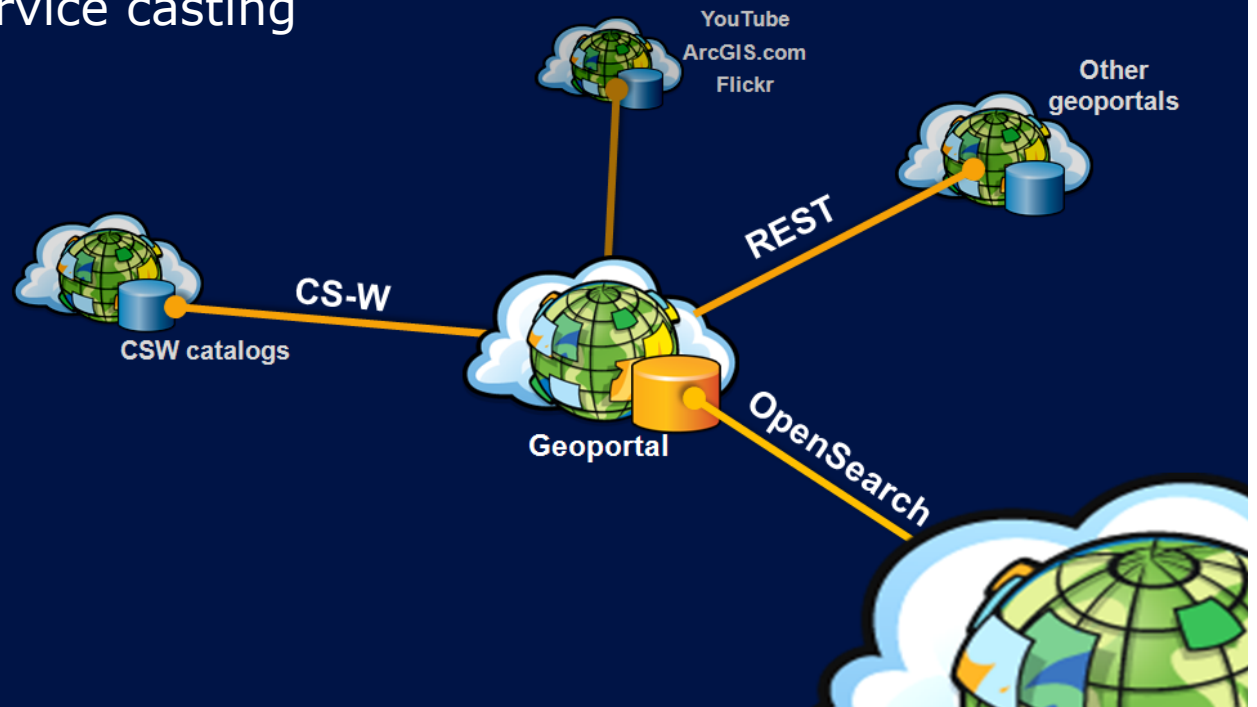 rvice casting
YouTube
ArcGIS.com
Flickr
Other
geoportals
REST
CS-W
CSW catalogs
OpenSearch
Geoportal